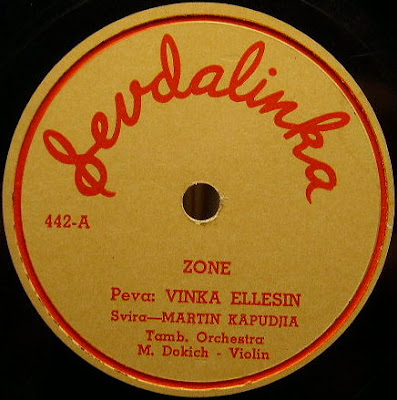 Sevdalinka
442-A
ZONE
Peva: VINKA ELLESIN
Svira—MARTIN KAPUDJIA
Tamb. Orchestra
M. Dokich - Violin